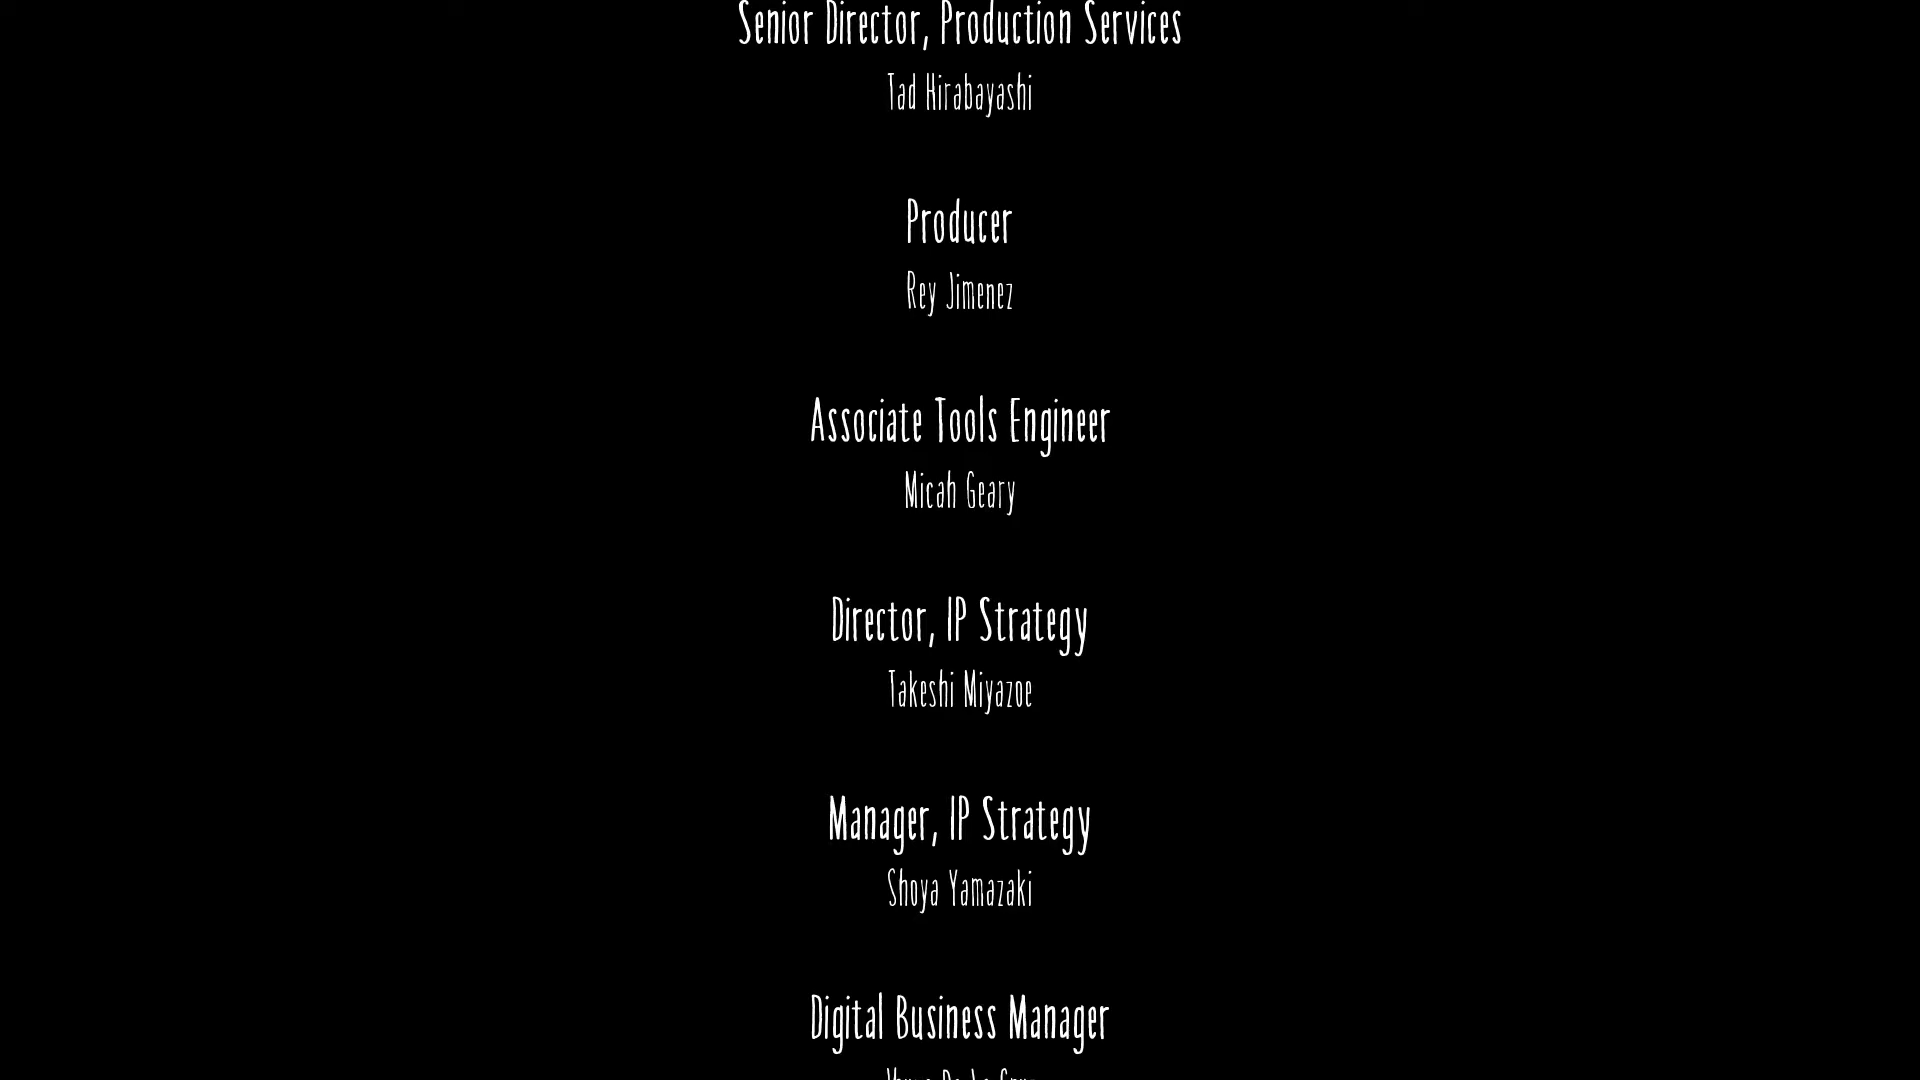 Senior Director, Production Services
Tad Hirabayashi
Producer
Rey Jimenez
Associate Tools Engineer
Micah Geary
Director, IP Strategy
Takeshi Miyazoe
Manager, IP Strategy
Shoya Yamazaki
Digital Business Manager